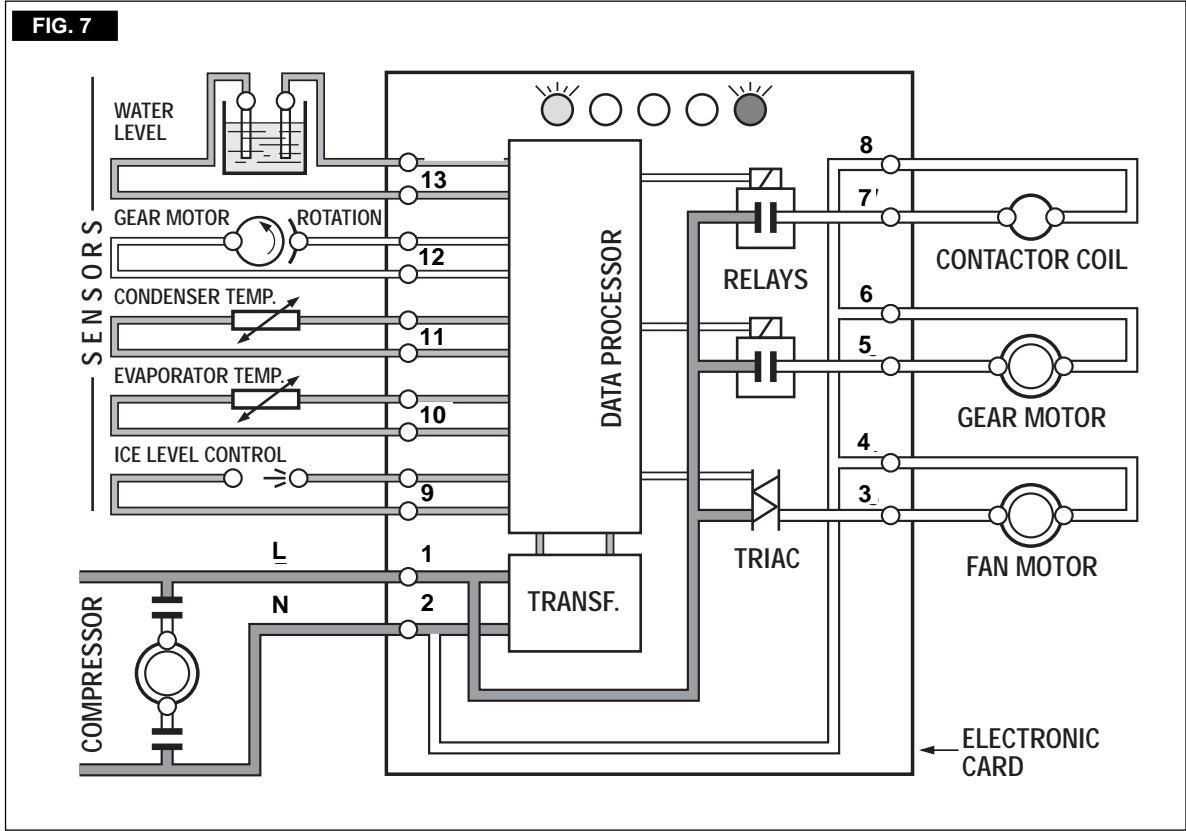 FIG. 7
WATER
LEVEL
13
GEAR MOTOR ROTATION
12
CONDENSER TEMP.
11
EVAPORATOR TEMP.
10
ICE LEVEL CONTROL
9
SENSORS
L
1
N
2
COMPRESSOR
DATA PROCESSOR
TRANSF.
RELAYS
TRIAC
8
7
CONTACTOR COIL
6
5
GEAR MOTOR
4
3
FAN MOTOR
ELECTRONIC
CARD